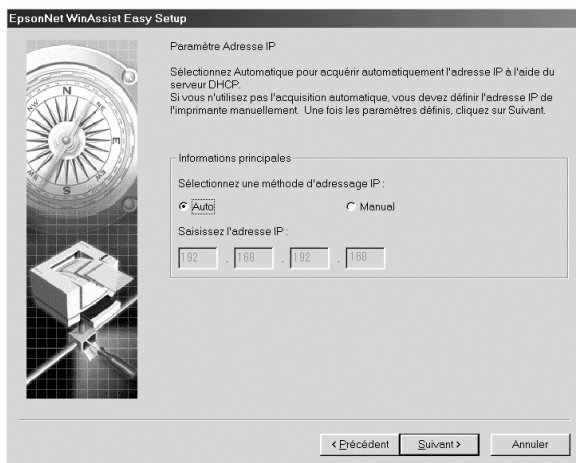 EpsonNet WinAssist Easy Setup
Paramètre Adresse IP
Sélectionnez Automatique pour acquérir automatiquement l'adresse IP à l'aide du
serveur DHCP.
Si vous n'utilisez pas l'acquisition automatique, vous devez définir l'adresse IP de
l'imprimante manuellement. Une fois les paramètres définis, cliquez sur Suivant.
Informations principales
Sélectionnez une méthode d'adressage IP :
Auto Manual
Saisissez l'adresse IP :
192 . 168 . 192 . 168
N
NW
W
SW
S
E
< Précédent Suivant > Annuler